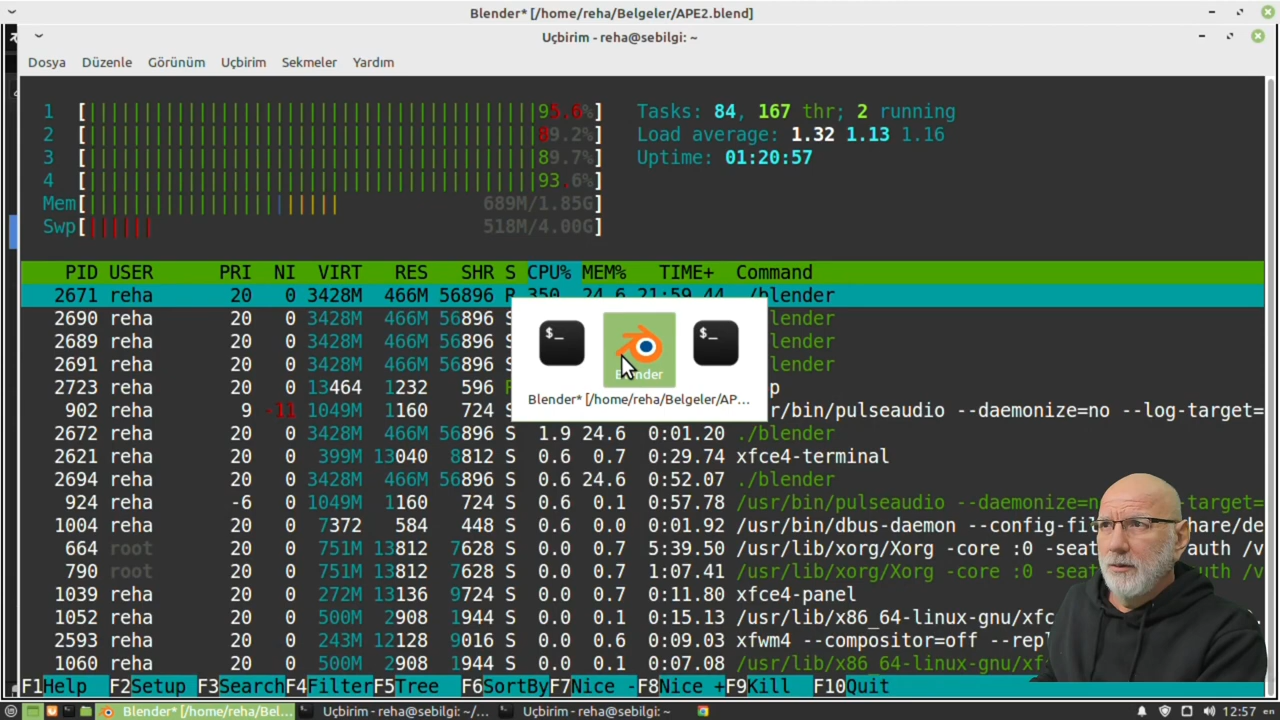 Blender* [/home/reha/Belgeler/APE2.blend]
Uçbirim - reha@sebilgi: ~
Dosya Düzenle Görünüm Uçbirim Sekmeler Yardım
1 [95.6%] Tasks: 84, 167 thr; 2 running
2 [89.2%] Load average: 1.32 1.13 1.16
3 [89.7%] Uptime: 01:20:57
4 [93.6%]
Mem[689M/1.85G]
Swp[518M/4.00G]
PID USER PRI NI VIRT RES SHR S CPU% MEM% TIME+ Command
2671 reha 20 0 3428M 466M 56896 R 350. 24.6 21:59.44 ./blender
2690 reha 20 0 3428M 466M 56896 S lender
2689 reha 20 0 3428M 466M 56896 S lender
2691 reha 20 0 3428M 466M 56896 S lender
2723 reha 20 0 13464 1232 596 R p
902 reha 9 -11 1049M 1160 724 S r/bin/pulseaudio --daemonize=no --log-target=
2672 reha 20 0 3428M 466M 56896 S 1.9 24.6 0:01.20 ./blender
2621 reha 20 0 399M 13040 8812 S 0.6 0.7 0:29.74 xfce4-terminal
2694 reha 20 0 3428M 466M 56896 S 0.6 24.6 0:52.07 ./blender
924 reha -6 0 1049M 1160 724 S 0.6 0.1 0:57.78 /usr/bin/pulseaudio --daemonize=no --log-target=
1004 reha 20 0 7372 584 448 S 0.6 0.0 0:01.92 /usr/bin/dbus-daemon --config-fil hare/de
664 root 20 0 751M 13812 7628 S 0.0 0.7 5:39.50 /usr/lib/xorg/Xorg -core :0 -seat auth /v
790 root 20 0 751M 13812 7628 S 0.0 0.7 1:07.41 /usr/lib/xorg/Xorg -core :0 -seat auth /v
1039 reha 20 0 272M 13136 9724 S 0.0 0.7 0:11.80 xfce4-panel
1052 reha 20 0 500M 2908 1944 S 0.0 0.1 0:15.13 /usr/lib/x86_64-linux-gnu/xfc
2593 reha 20 0 243M 12128 9016 S 0.0 0.6 0:09.03 xfwm4 --compositor=off --repl
1060 reha 20 0 500M 2908 1944 S 0.0 0.1 0:07.08 /usr/lib/x86_64-linux-gnu/xf
$_ Blender $_
Blender* [/home/reha/Belgeler/AP...
F1Help F2Setup F3Search F4Filter F5Tree F6SortBy F7Nice - F8Nice + F9Kill F10Quit
Blender* [/home/reha/Bel... Uçbirim - reha@sebilgi: ~/... Uçbirim - reha@sebilgi: ~ 12:57 en